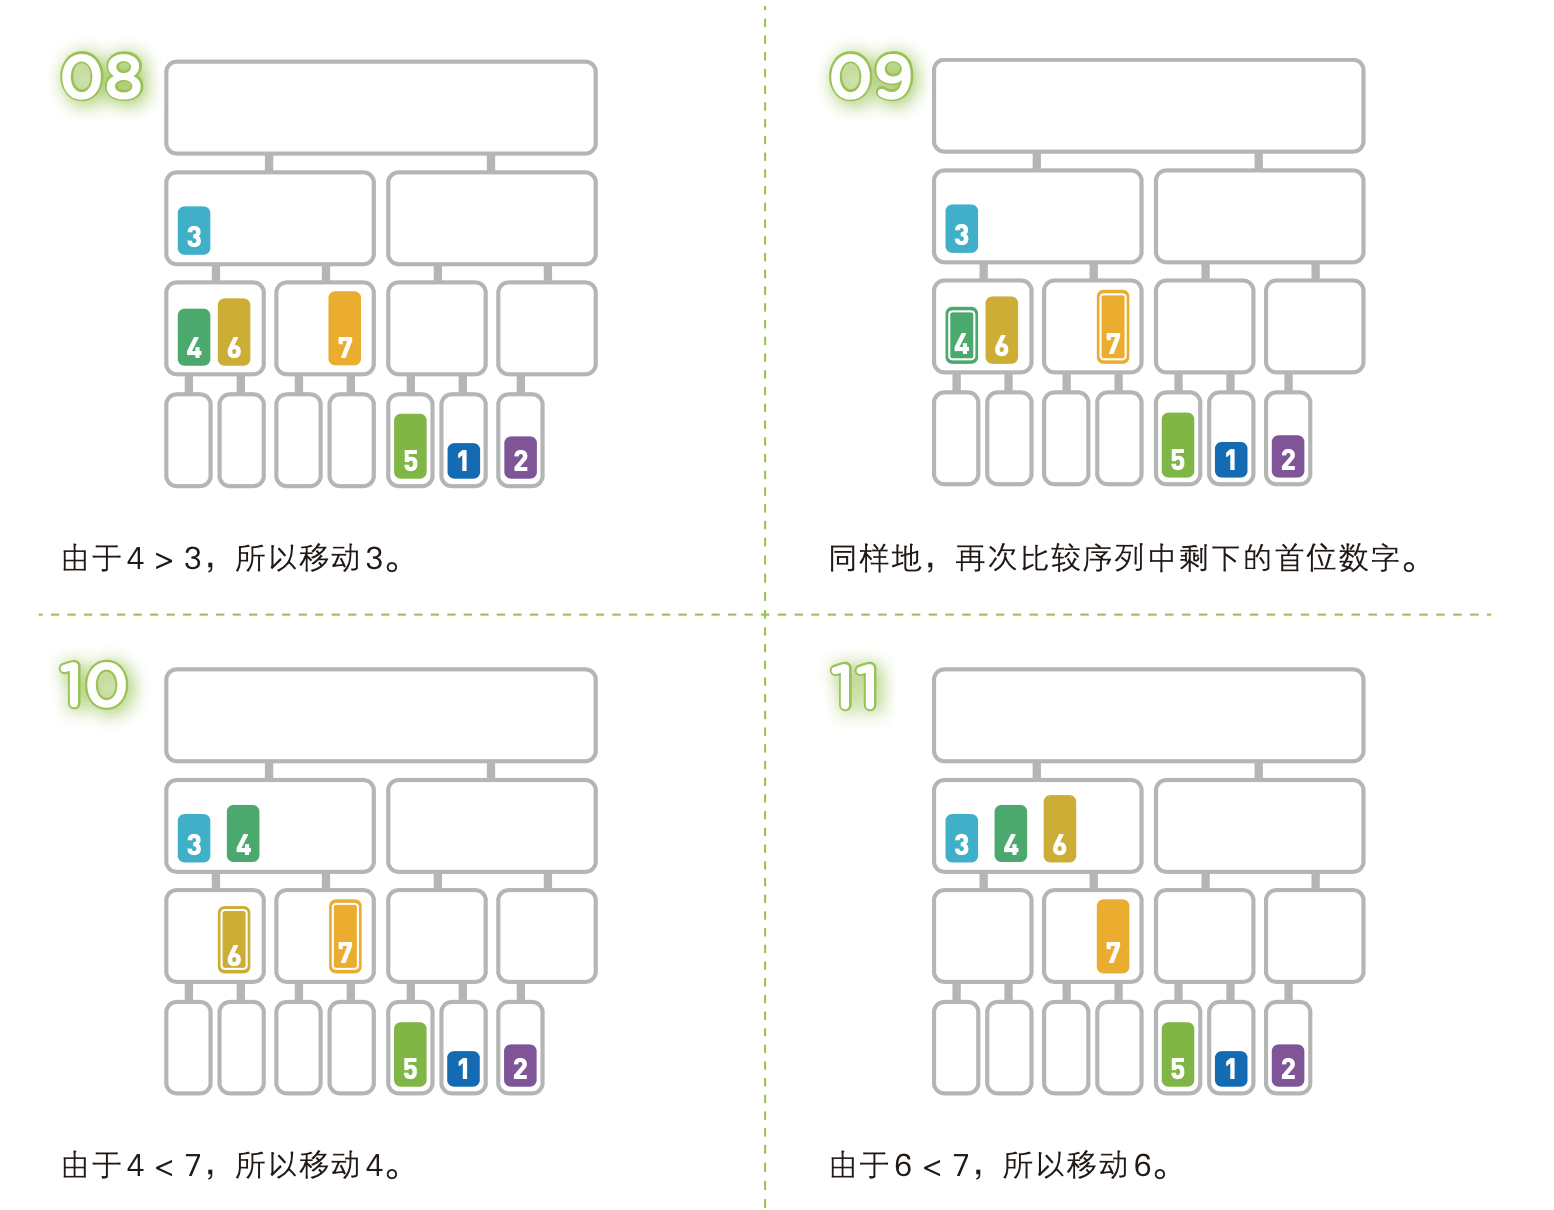 08
3
4 6 7
5 1 2
由于4 > 3，所以移动3。
09
3
4 6 7
5 1 2
同样地，再次比较序列中剩下的首位数字。
10
3 4
6 7
5 1 2
由于4 < 7，所以移动4。
11
3 4 6
7
5 1 2
由于6 < 7，所以移动6。